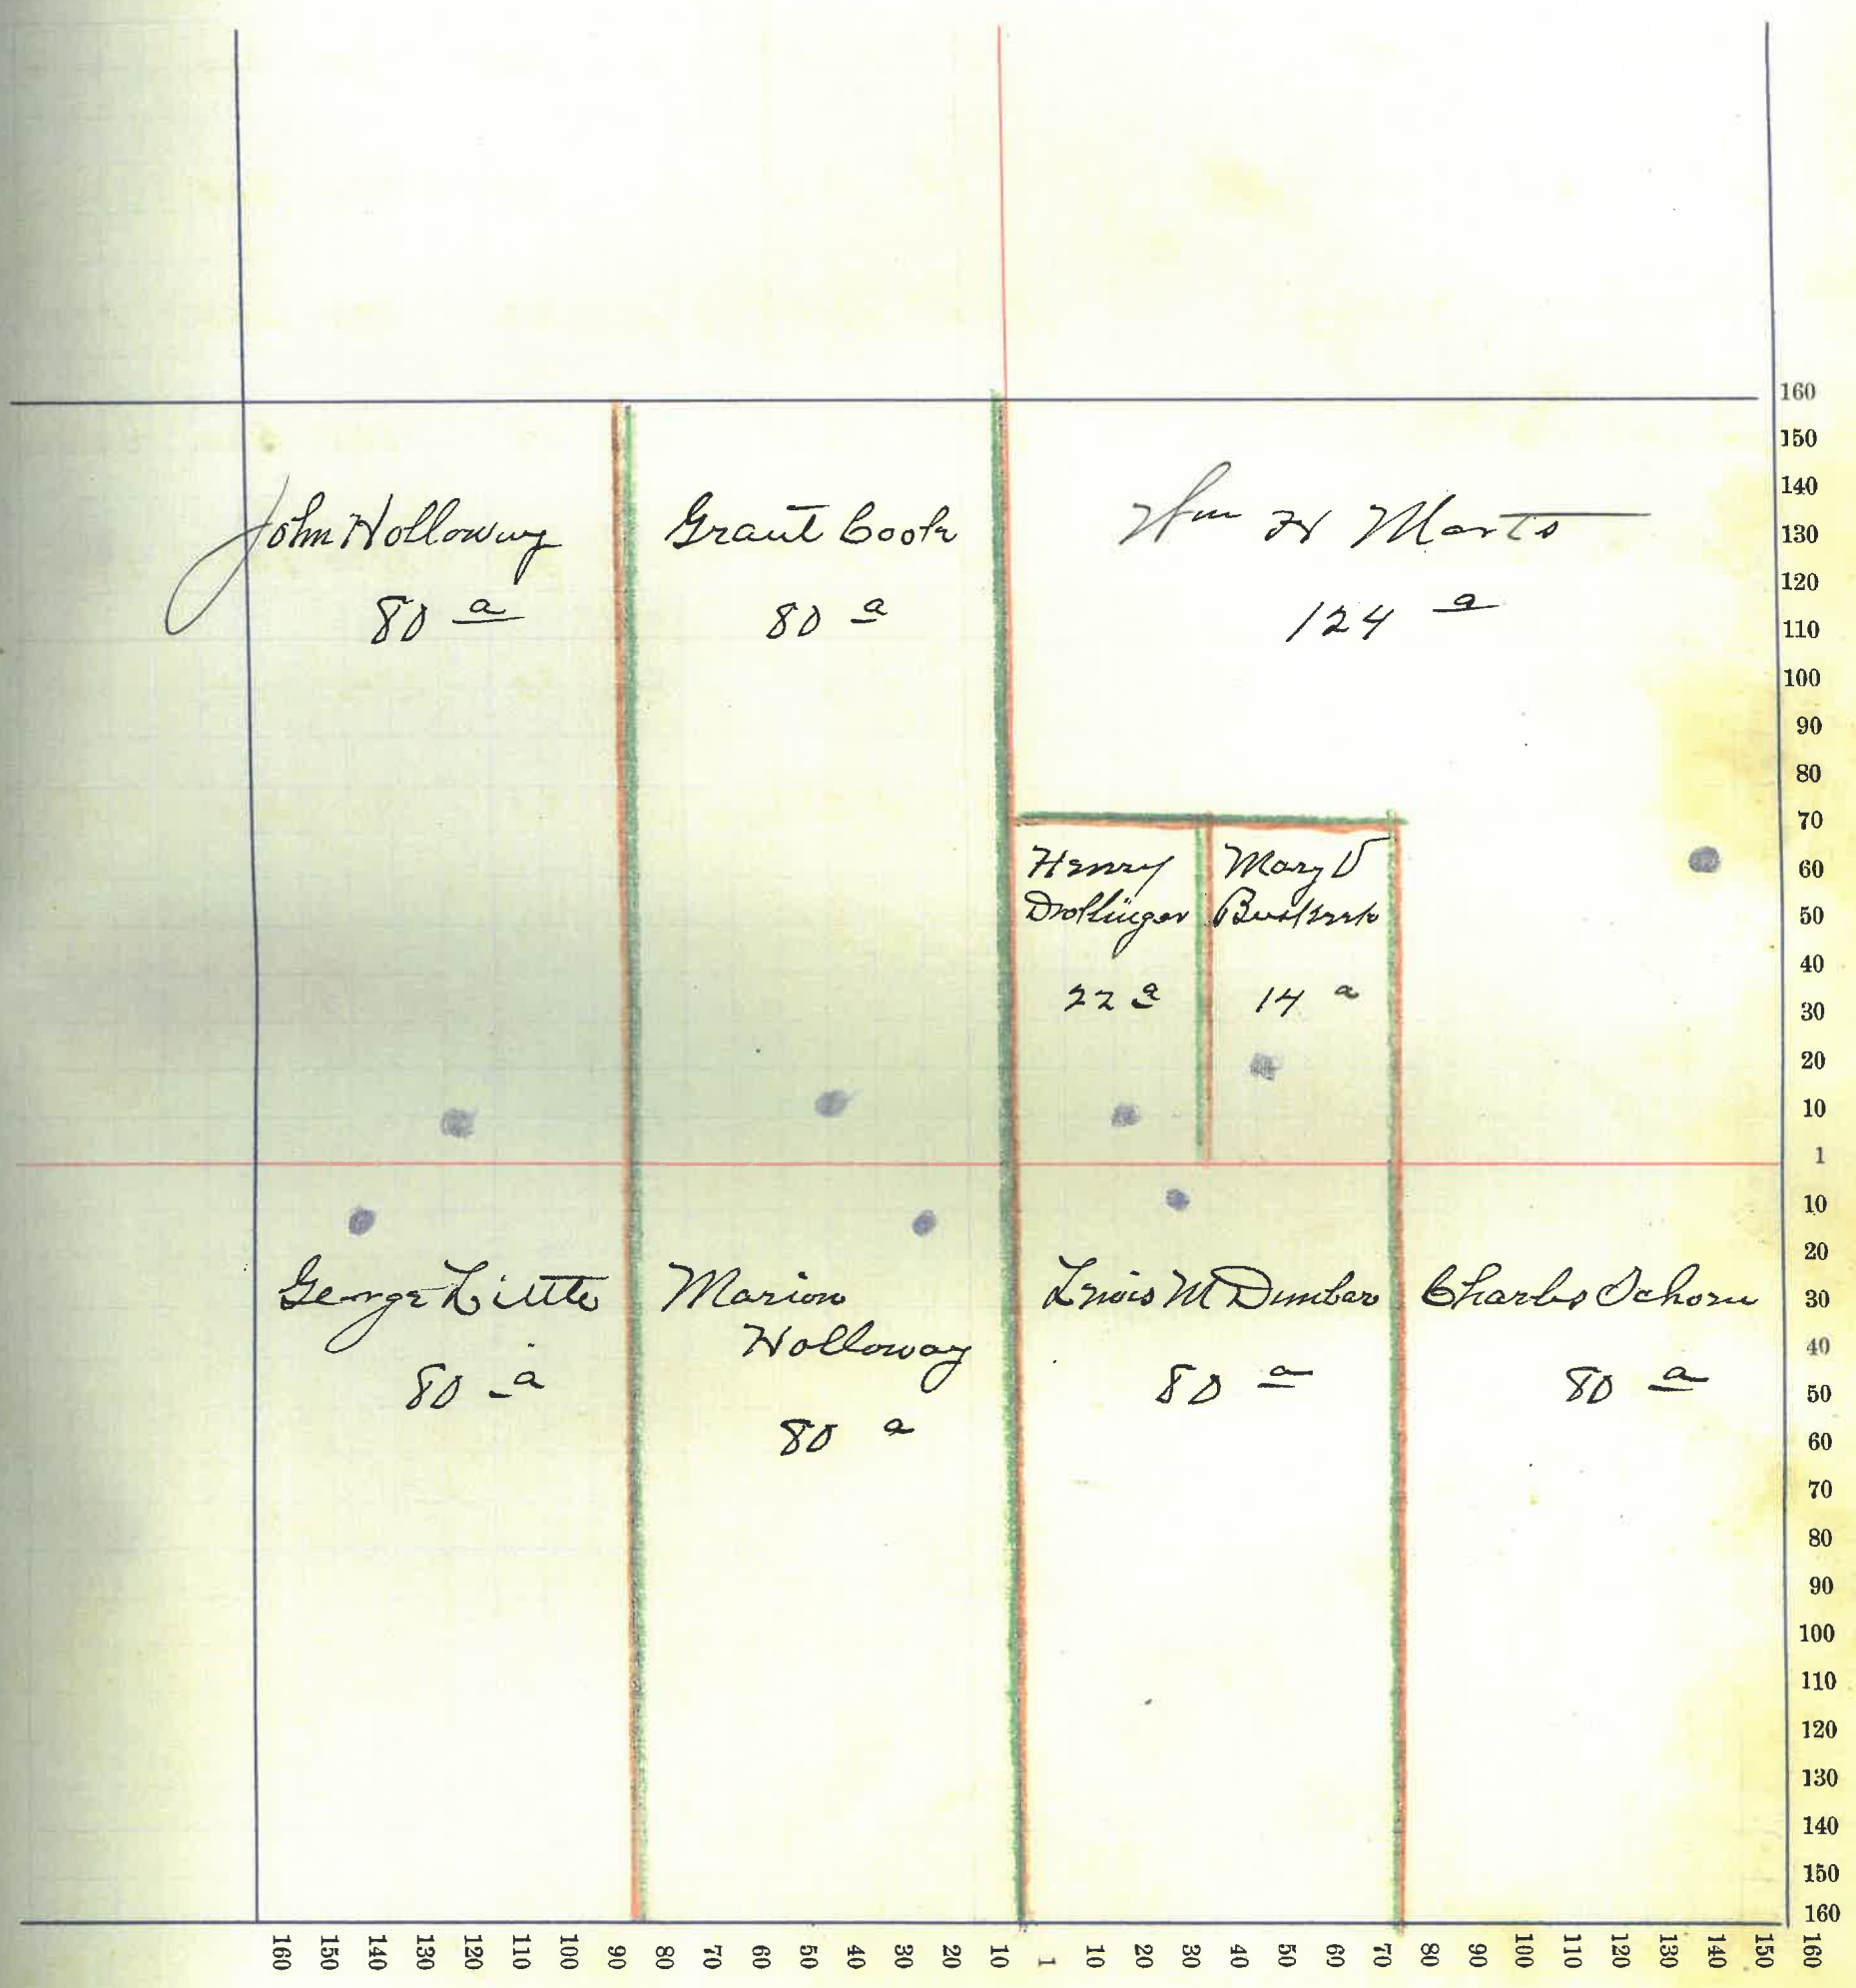 John Holloway
80 a
Grant Cook
80 a
Wm H Marts
124 a
Henry
Drollinger
22 a
Mary V
Buskirk
14 a
George Little
80 a
Marion
Holloway
80 a
Lewis M Dunbar
80 a
Charles Schorn
80 a
160
150
140
130
120
110
100
90
80
70
60
50
40
30
20
10
1
10
20
30
40
50
60
70
80
90
100
110
120
130
140
150
160
160 150 140 130 120 110 100 90 80 70 60 50 40 30 20 10 1 10 20 30 40 50 60 70 80 90 100 110 120 130 140 150 160